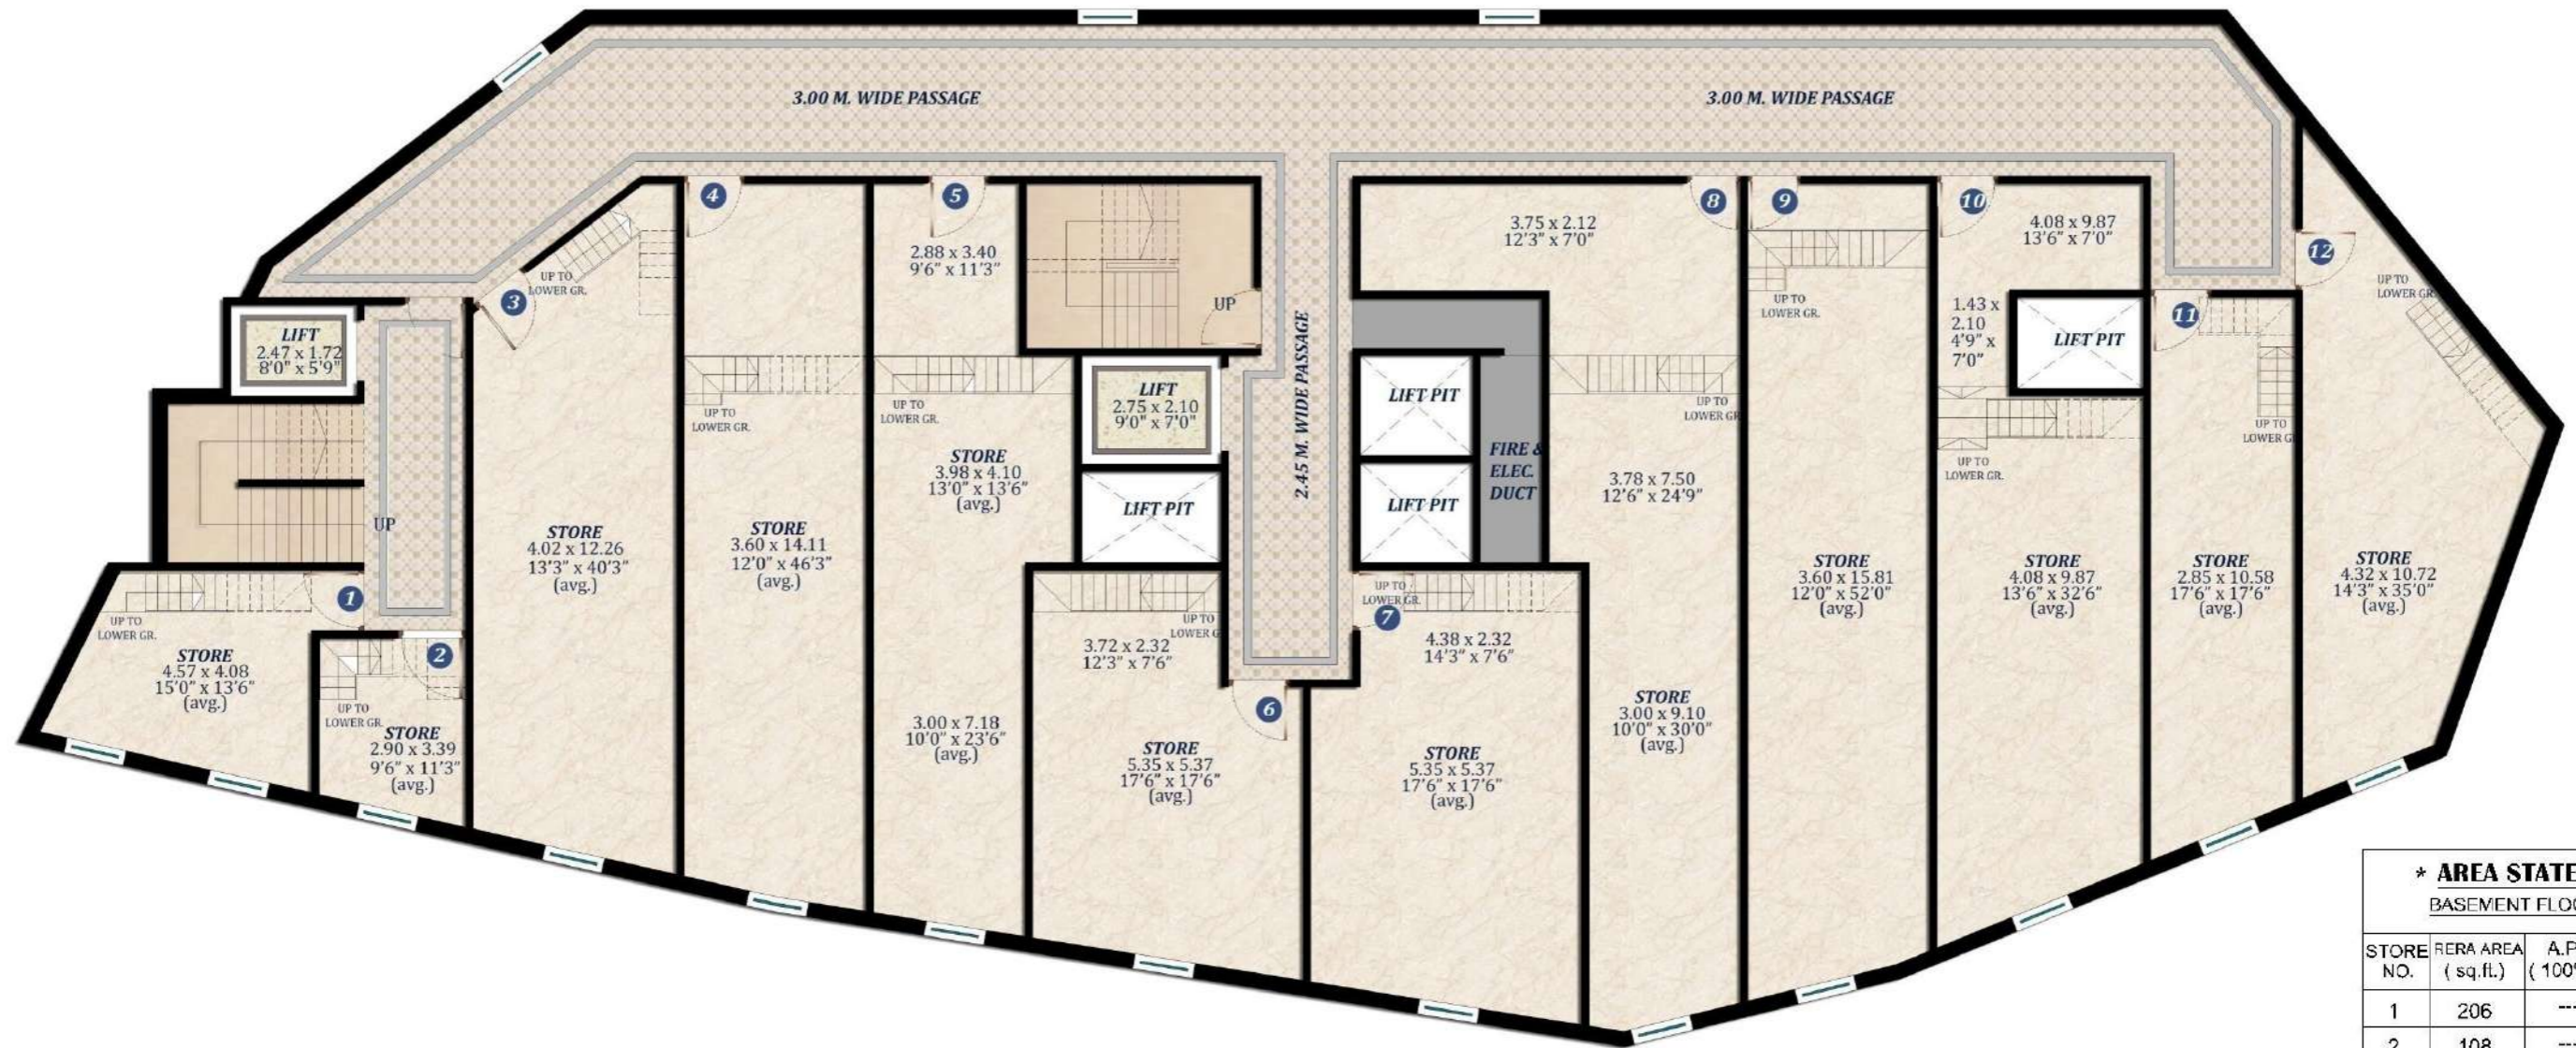 3.00 M. WIDE PASSAGE
3.00 M. WIDE PASSAGE
4
5
8
9
10
3.75 x 2.12
12'3" x 7'0"
4.08 x 9.87
13'6" x 7'0"
12
2.88 x 3.40
9'6" x 11'3"
UP TO
LOWER GR.
3
UP
UP TO
LOWER GR.
UP TO
LOWER GR.
1.43 x
2.10
4'9" x
7'0"
11
LIFT
2.47 x 1.72
8'0" x 5'9"
LIFT PIT
2.45 M. WIDE PASSAGE
LIFT
2.75 x 2.10
9'0" x 7'0"
LIFT PIT
UP TO
LOWER GR.
UP TO
LOWER GR.
UP TO
LOWER GR
UP TO
LOWER G
FIRE &
ELEC.
DUCT
STORE
3.98 x 4.10
13'0" x 13'6"
(avg.)
UP TO
LOWER GR.
3.78 x 7.50
12'6" x 24'9"
LIFT PIT
LIFT PIT
UP
STORE
4.02 x 12.26
13'3" x 40'3"
(avg.)
STORE
3.60 x 14.11
12'0" x 46'3"
(avg.)
STORE
3.60 x 15.81
12'0" x 52'0"
(avg.)
STORE
4.08 x 9.87
13'6" x 32'6"
(avg.)
STORE
2.85 x 10.58
17'6" x 17'6"
(avg.)
STORE
4.32 x 10.72
14'3" x 35'0"
(avg.)
1
UP TO
LOWER GR.
UP TO
LOWER G
UP TO
LOWER GR.
7
2
3.72 x 2.32
12'3" x 7'6"
4.38 x 2.32
14'3" x 7'6"
STORE
4.57 x 4.08
15'0" x 13'6"
(avg.)
UP TO
LOWER GR.
STORE
2.90 x 3.39
9'6" x 11'3"
(avg.)
6
3.00 x 7.18
10'0" x 23'6"
(avg.)
STORE
5.35 x 5.37
17'6" x 17'6"
(avg.)
STORE
5.35 x 5.37
17'6" x 17'6"
(avg.)
STORE
3.00 x 9.10
10'0" x 30'0"
(avg.)
* AREA STATE
BASEMENT FLO
STORE NO. RERA AREA ( sq.ft.) A.P ( 100
1 206 ---
2 108 ---